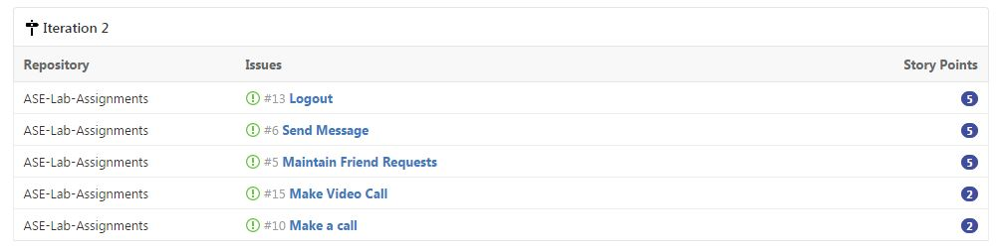 Iteration 2
Repository Issues Story Points
ASE-Lab-Assignments #13 Logout 5
ASE-Lab-Assignments #6 Send Message 5
ASE-Lab-Assignments #5 Maintain Friend Requests 5
ASE-Lab-Assignments #15 Make Video Call 2
ASE-Lab-Assignments #10 Make a call 2